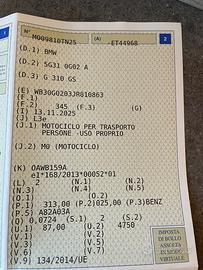 N° M009810TN25 (A) -ET44968 2
(D.1) BMW
(D.2) 5G31 0G02 A
(D.3) G 310 GS
(E) WB30G0203JR810863
(F.1)
(F.2) 345 (F.3) (G)
(I) 13.11.2025
(J) L3e
(J.1) MOTOCICLO PER TRASPORTO
PERSONE -USO PROPRIO
(J.2) M0 (MOTOCICLO)
(K) OAWB159A
e1*168/2013*00052*01
(L) 2 (N.1) (N.2)
(N.3) (N.4) (N.5)
(O.2)
(P.1) 313,00 (P.2) 025,00 (P.3) BENZ
(P.5) A82A03A
(Q) 0,0724 (S.1) 2 (S.2)
(U.1) 87,00 (U.2) 4750
(V.1) (V.2)
(V.3) (V.5)
(V.6) (V.7)
(V.9) 134/2014/UE
IMPOSTA
DI BOLLO
ASSOLTA
IN MODO
VIRTUALE